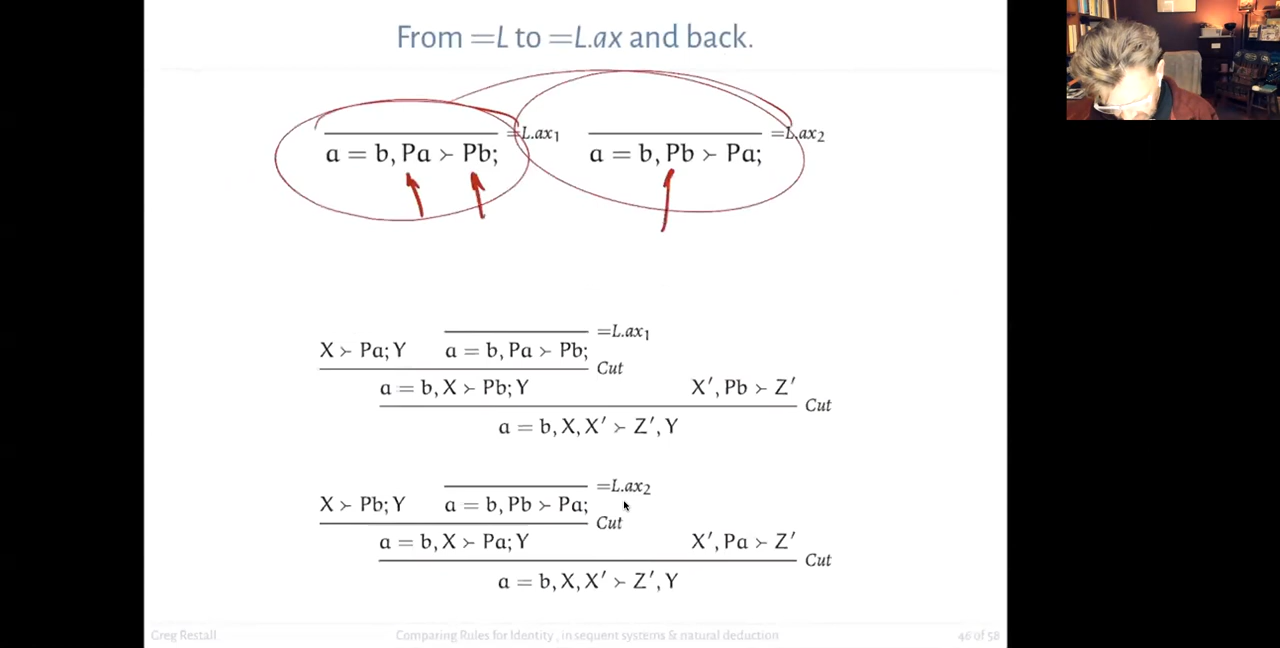 From =L to =L.ax and back.
=L.ax₁ =L.ax₂
a = b, Pa ≻ Pb; a = b, Pb ≻ Pa;
=L.ax₁
X ≻ Pa; Y a = b, Pa ≻ Pb;
Cut
a = b, X ≻ Pb; Y X′, Pb ≻ Z′
Cut
a = b, X, X′ ≻ Z′, Y
=L.ax₂
X ≻ Pb; Y a = b, Pb ≻ Pa;
Cut
a = b, X ≻ Pa; Y X′, Pa ≻ Z′
Cut
a = b, X, X′ ≻ Z′, Y
Greg Restall Comparing Rules for Identity, in sequent systems & natural deduction 46 of 58